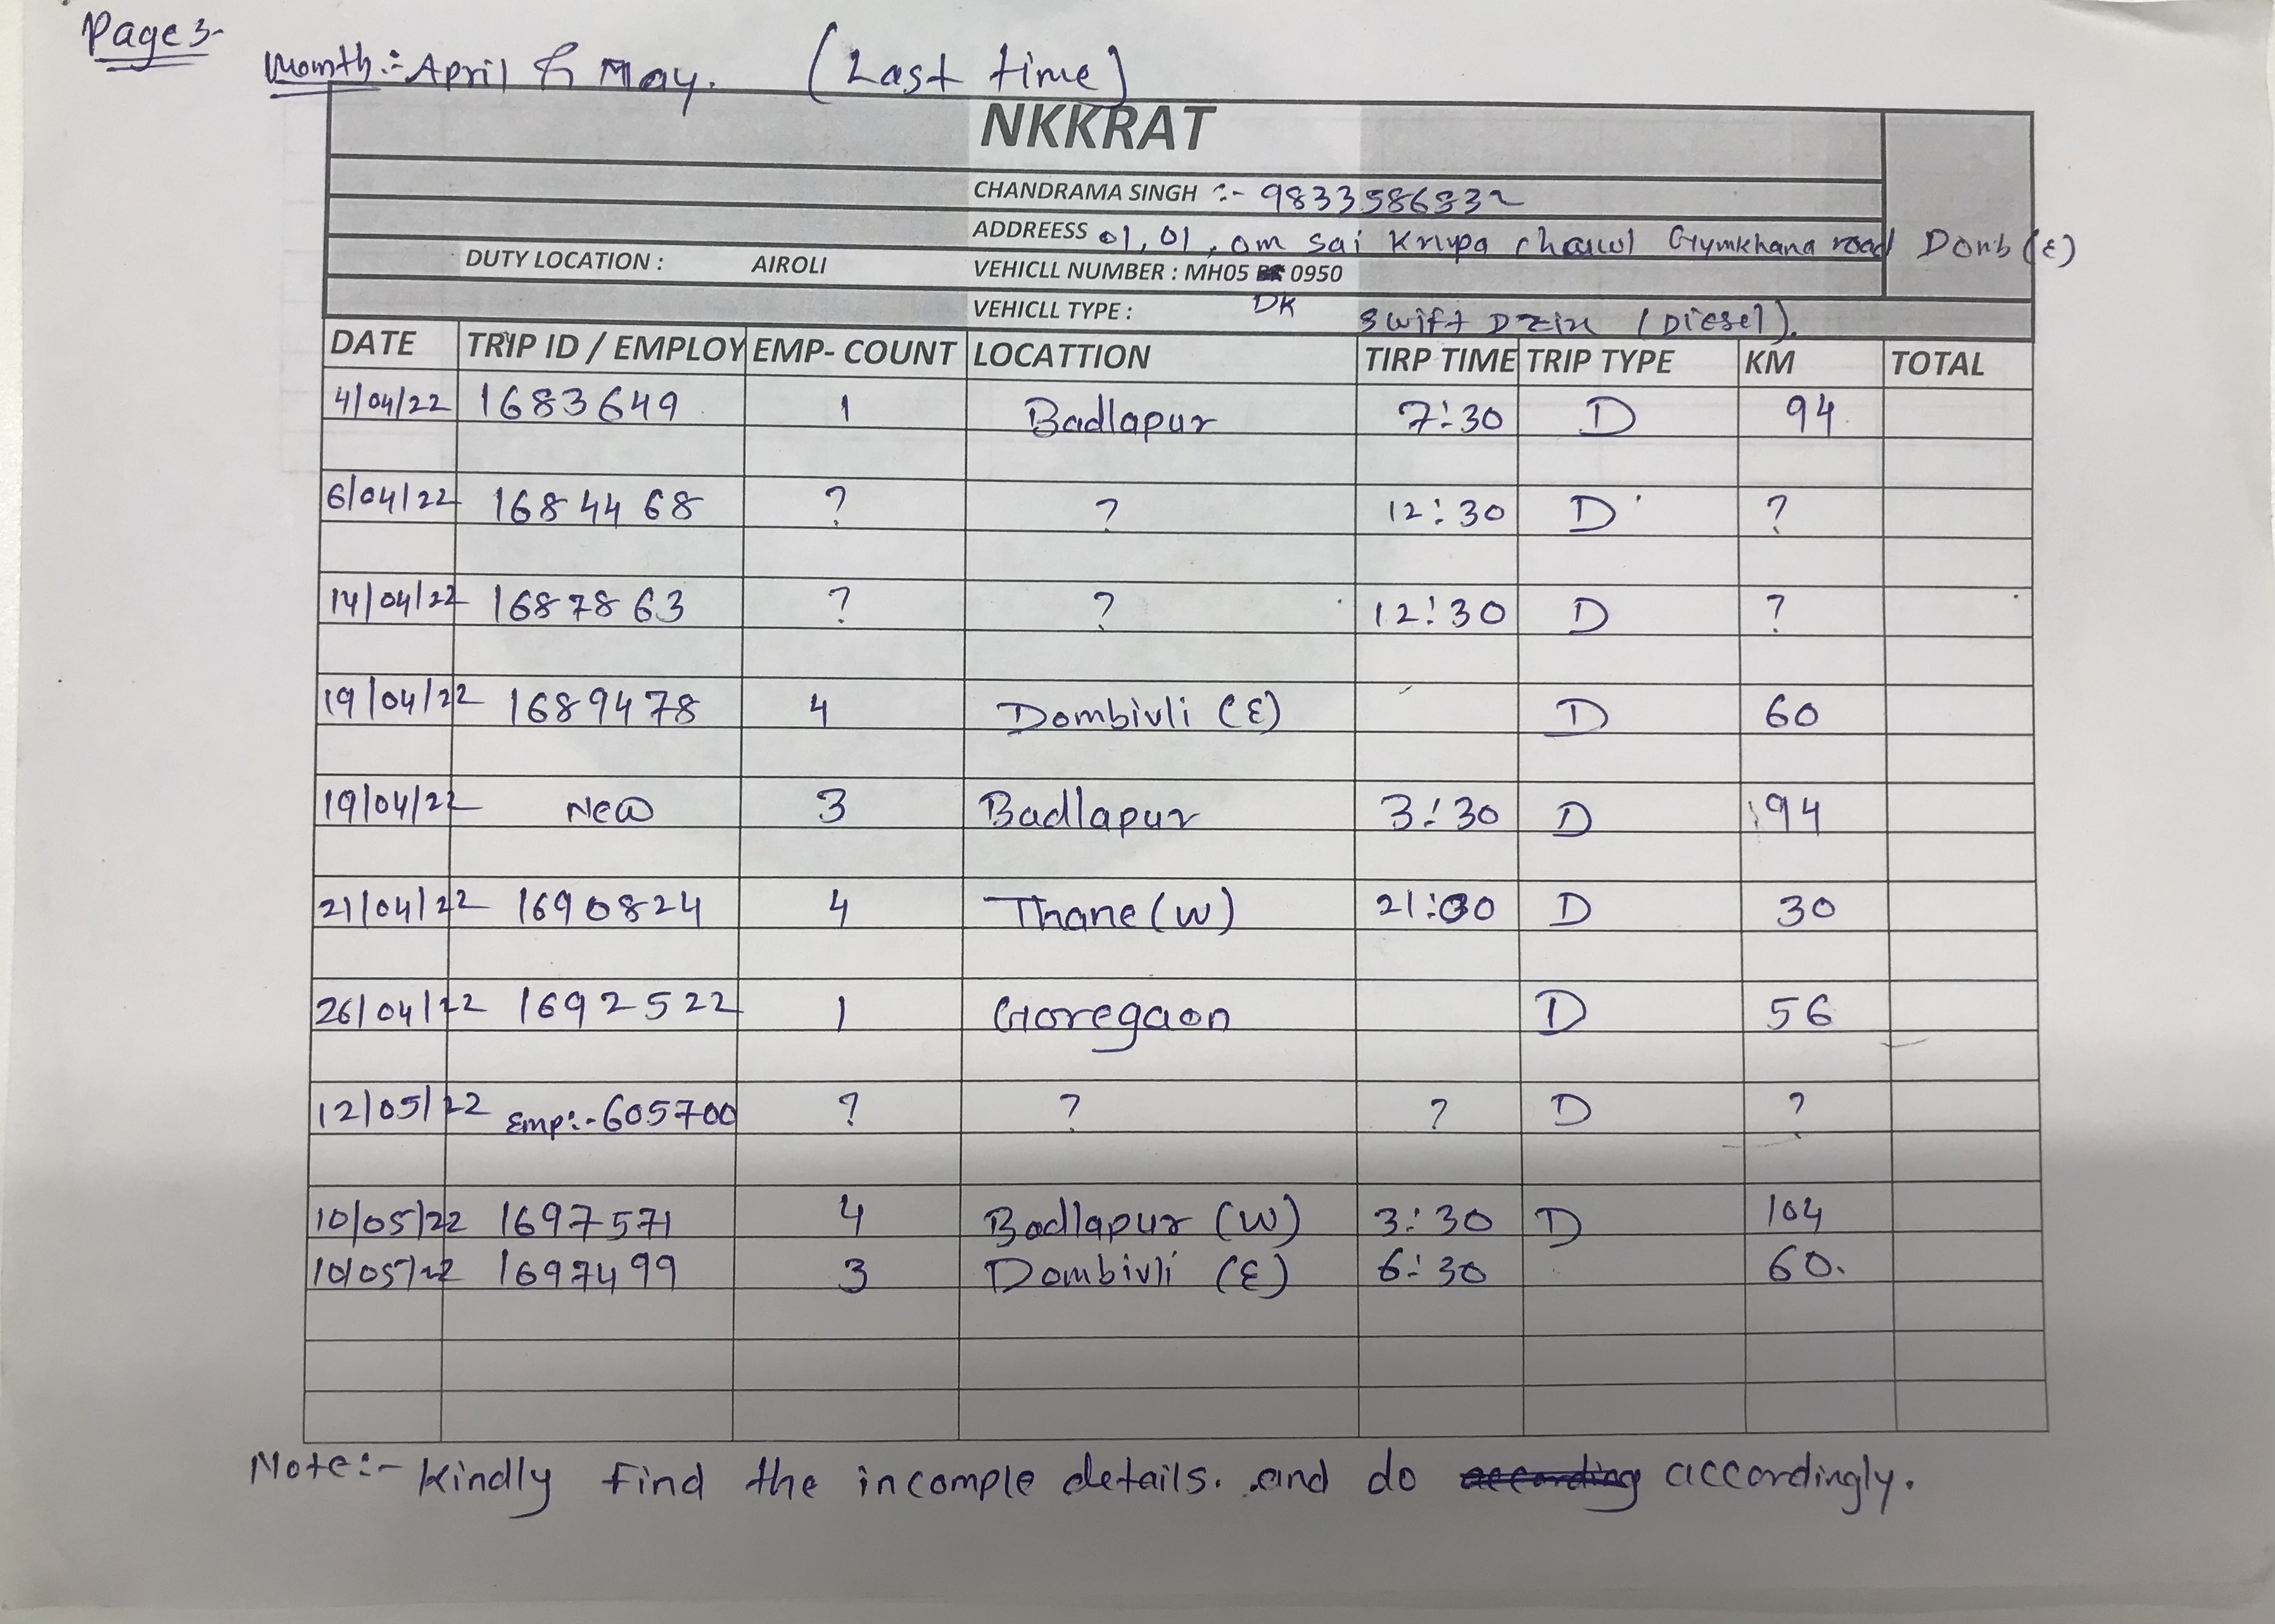 Page 3-
Month:- April & May. (Last time)
NKKRAT
CHANDRAMA SINGH :- 9833586332
ADDREESS 01, 01, om sai Krupa chawl Gymkhana road Domb (E)
DUTY LOCATION : AIROLI VEHICLL NUMBER : MH05 0950
DK
VEHICLL TYPE : Swift Dzir (Diesel).
DATE TRIP ID / EMPLOY EMP- COUNT LOCATTION TIRP TIME TRIP TYPE KM TOTAL
4/04/22 1683649 1 Badlapur 7:30 D 94
6/04/22 1684468 ? ? 12:30 D ?
14/04/22 1687863 ? ? 12:30 D ?
19/04/22 1689478 4 Dombivli (E) D 60
19/04/22 New 3 Badlapur 3:30 D 94
21/04/22 1690824 4 Thane (W) 21:30 D 30
26/04/22 1692522 1 Goregaon D 56
12/05/22 Emp:-605700 ? ? ? D ?
10/05/22 1697571 4 Badlapur (W) 3:30 D 104
10/05/22 1697499 3 Dombivli (E) 6:30 60.
Note:- Kindly find the incomple details. and do accordingly.